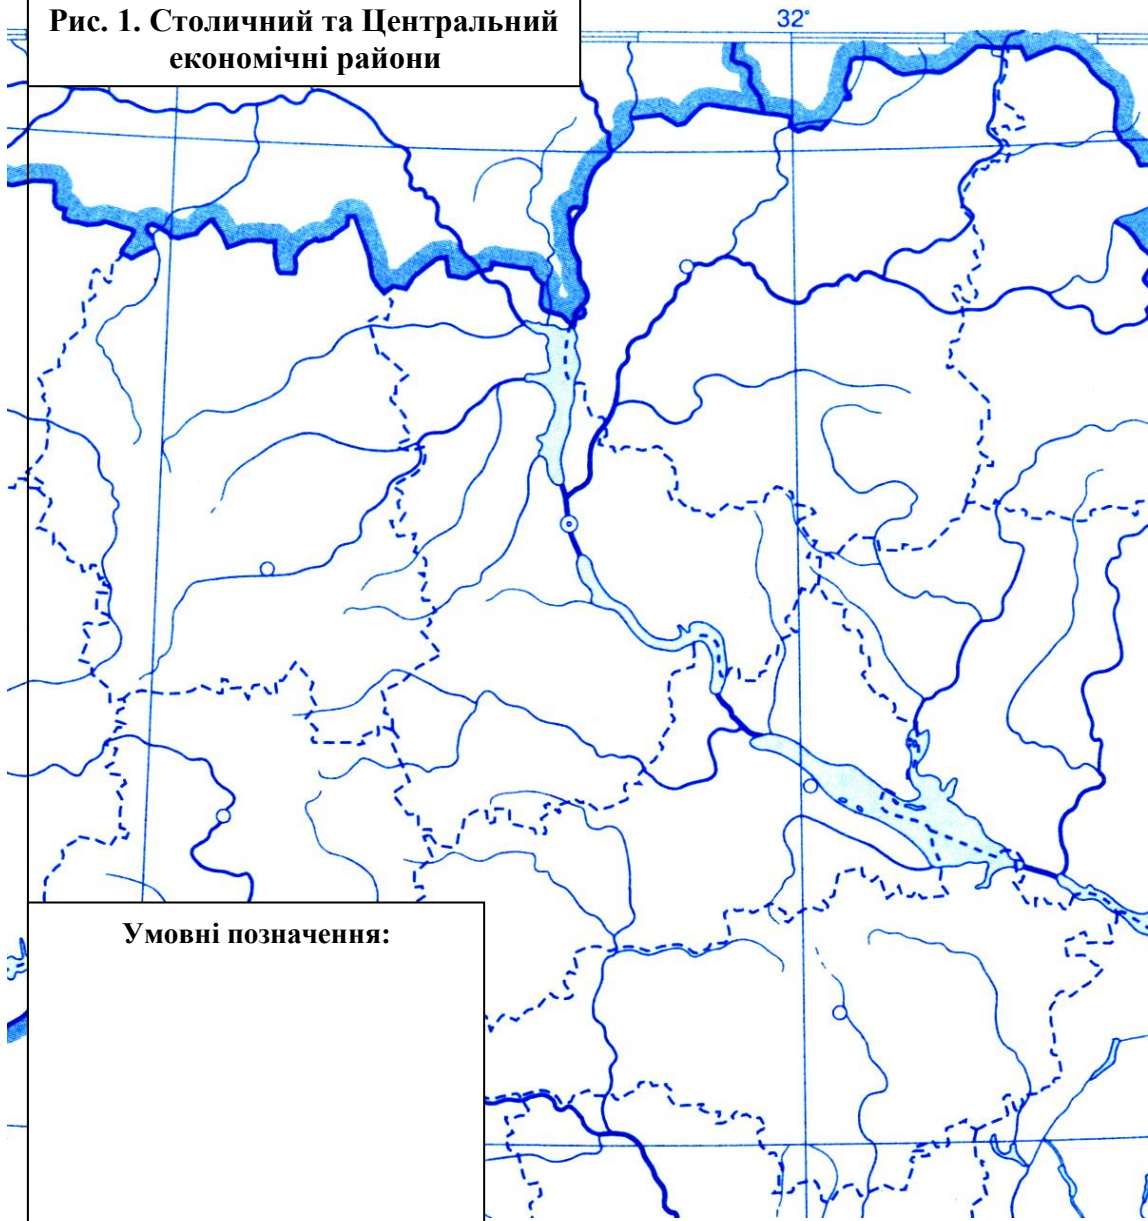 Рис. 1. Столичний та Центральний
економічні райони
32°
Умовні позначення: